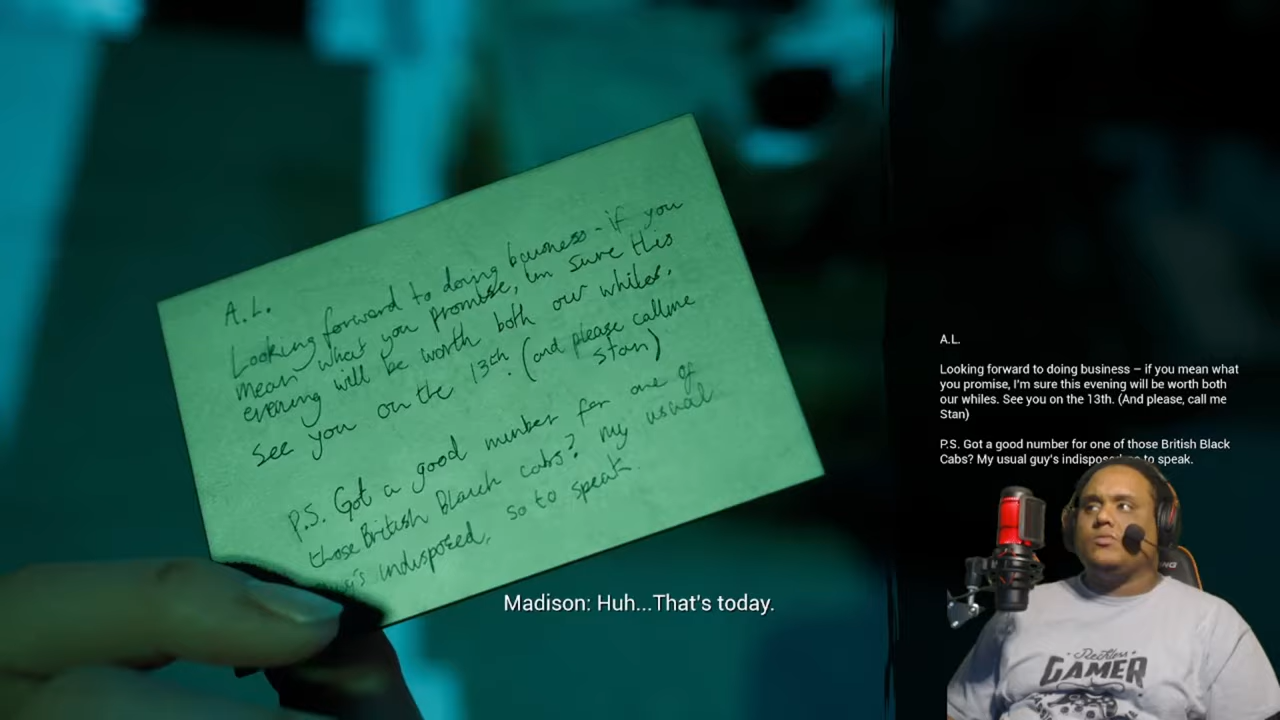 A.L.
Looking forward to doing business - if you
mean what you promise, I'm sure this
evening will be worth both our whiles.
See you on the 13th. (and please call me
Stan)
P.S. Got a good number for one of
those British Black cabs? My usual
guy's indisposed, so to speak.
Madison: Huh...That's today.
A.L.
Looking forward to doing business – if you mean what
you promise, I'm sure this evening will be worth both
our whiles. See you on the 13th. (And please, call me
Stan)
P.S. Got a good number for one of those British Black
Cabs? My usual guy's indisposed so to speak.
Reckless
GAMER